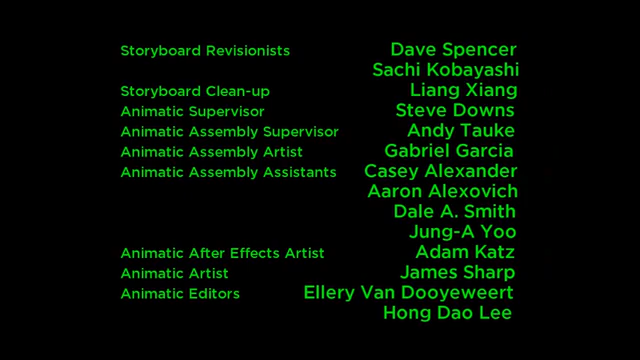 Storyboard Revisionists Dave Spencer
Sachi Kobayashi
Storyboard Clean-up Liang Xiang
Animatic Supervisor Steve Downs
Animatic Assembly Supervisor Andy Tauke
Animatic Assembly Artist Gabriel Garcia
Animatic Assembly Assistants Casey Alexander
Aaron Alexovich
Dale A. Smith
Jung-A Yoo
Animatic After Effects Artist Adam Katz
Animatic Artist James Sharp
Animatic Editors Ellery Van Dooyeweert
Hong Dao Lee